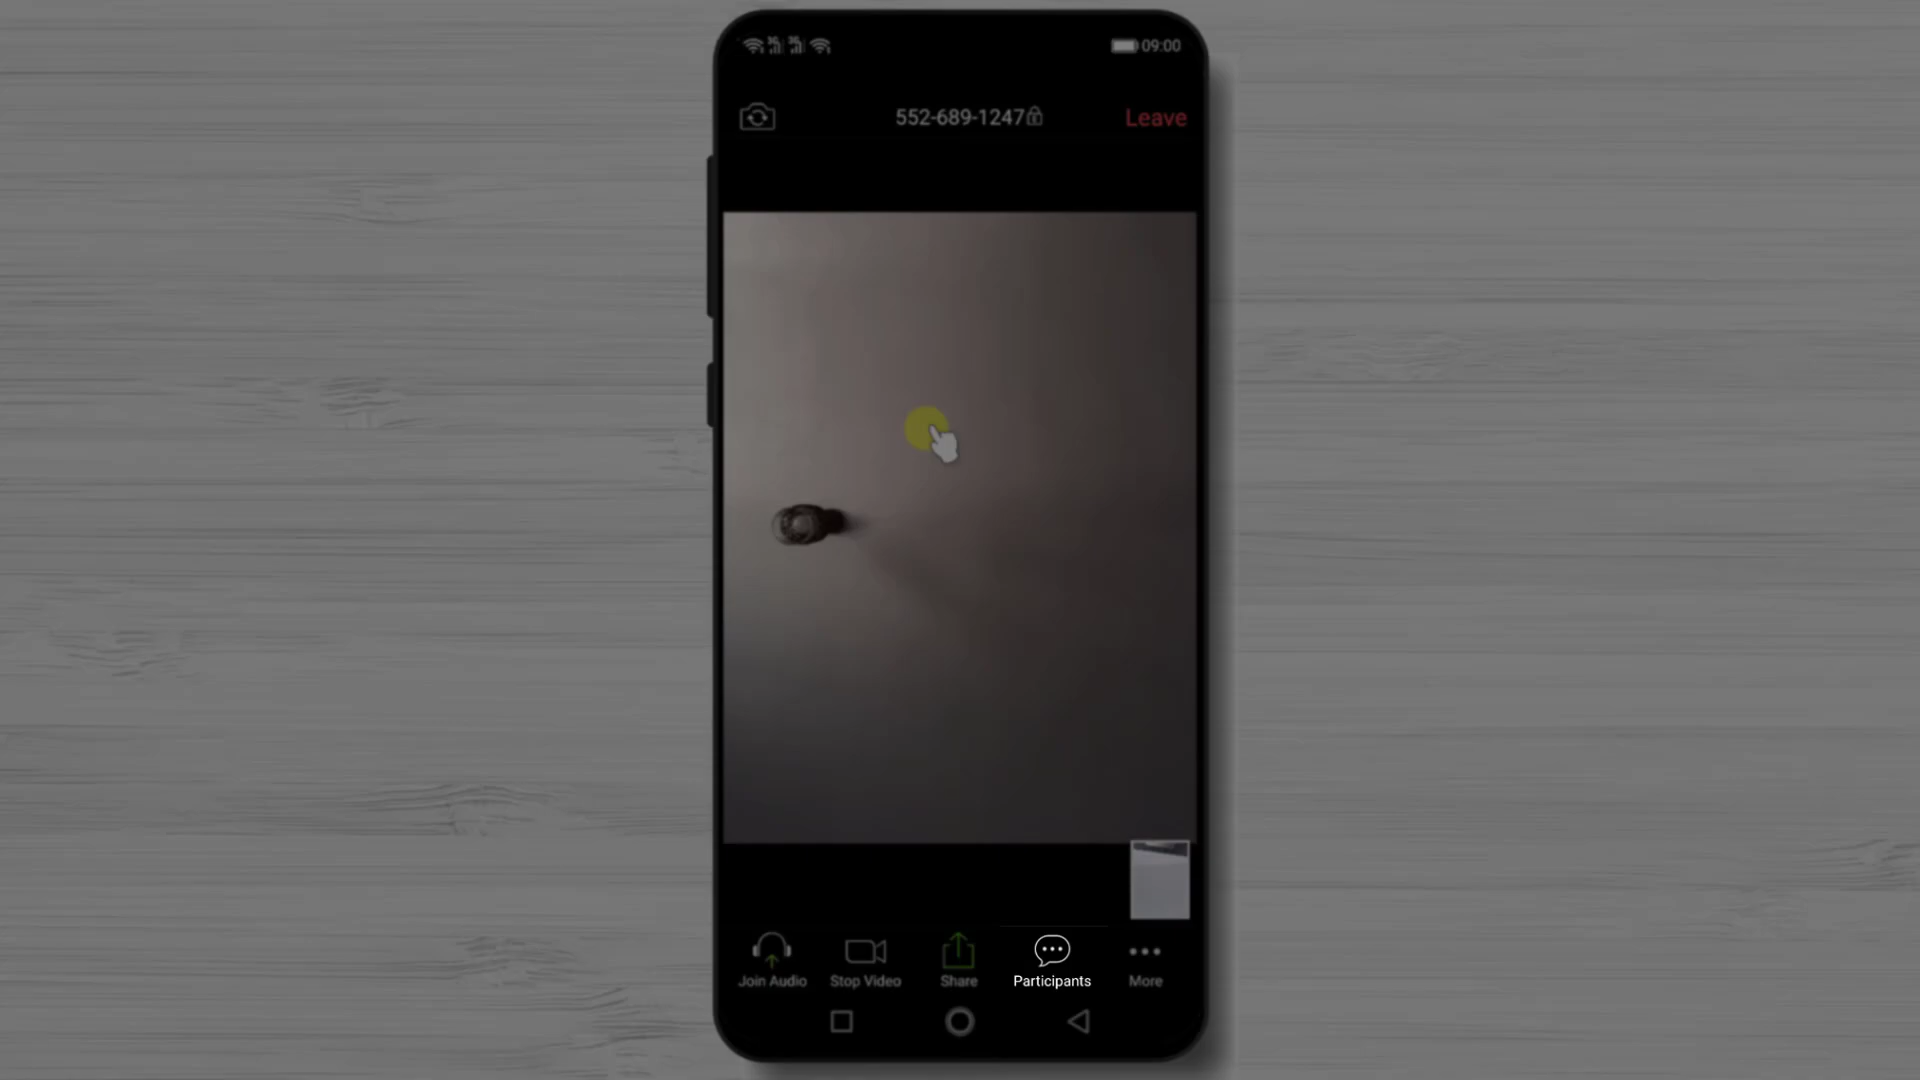 09:00
552-689-1247
Leave
Join Audio
Stop Video
Share
Participants
More